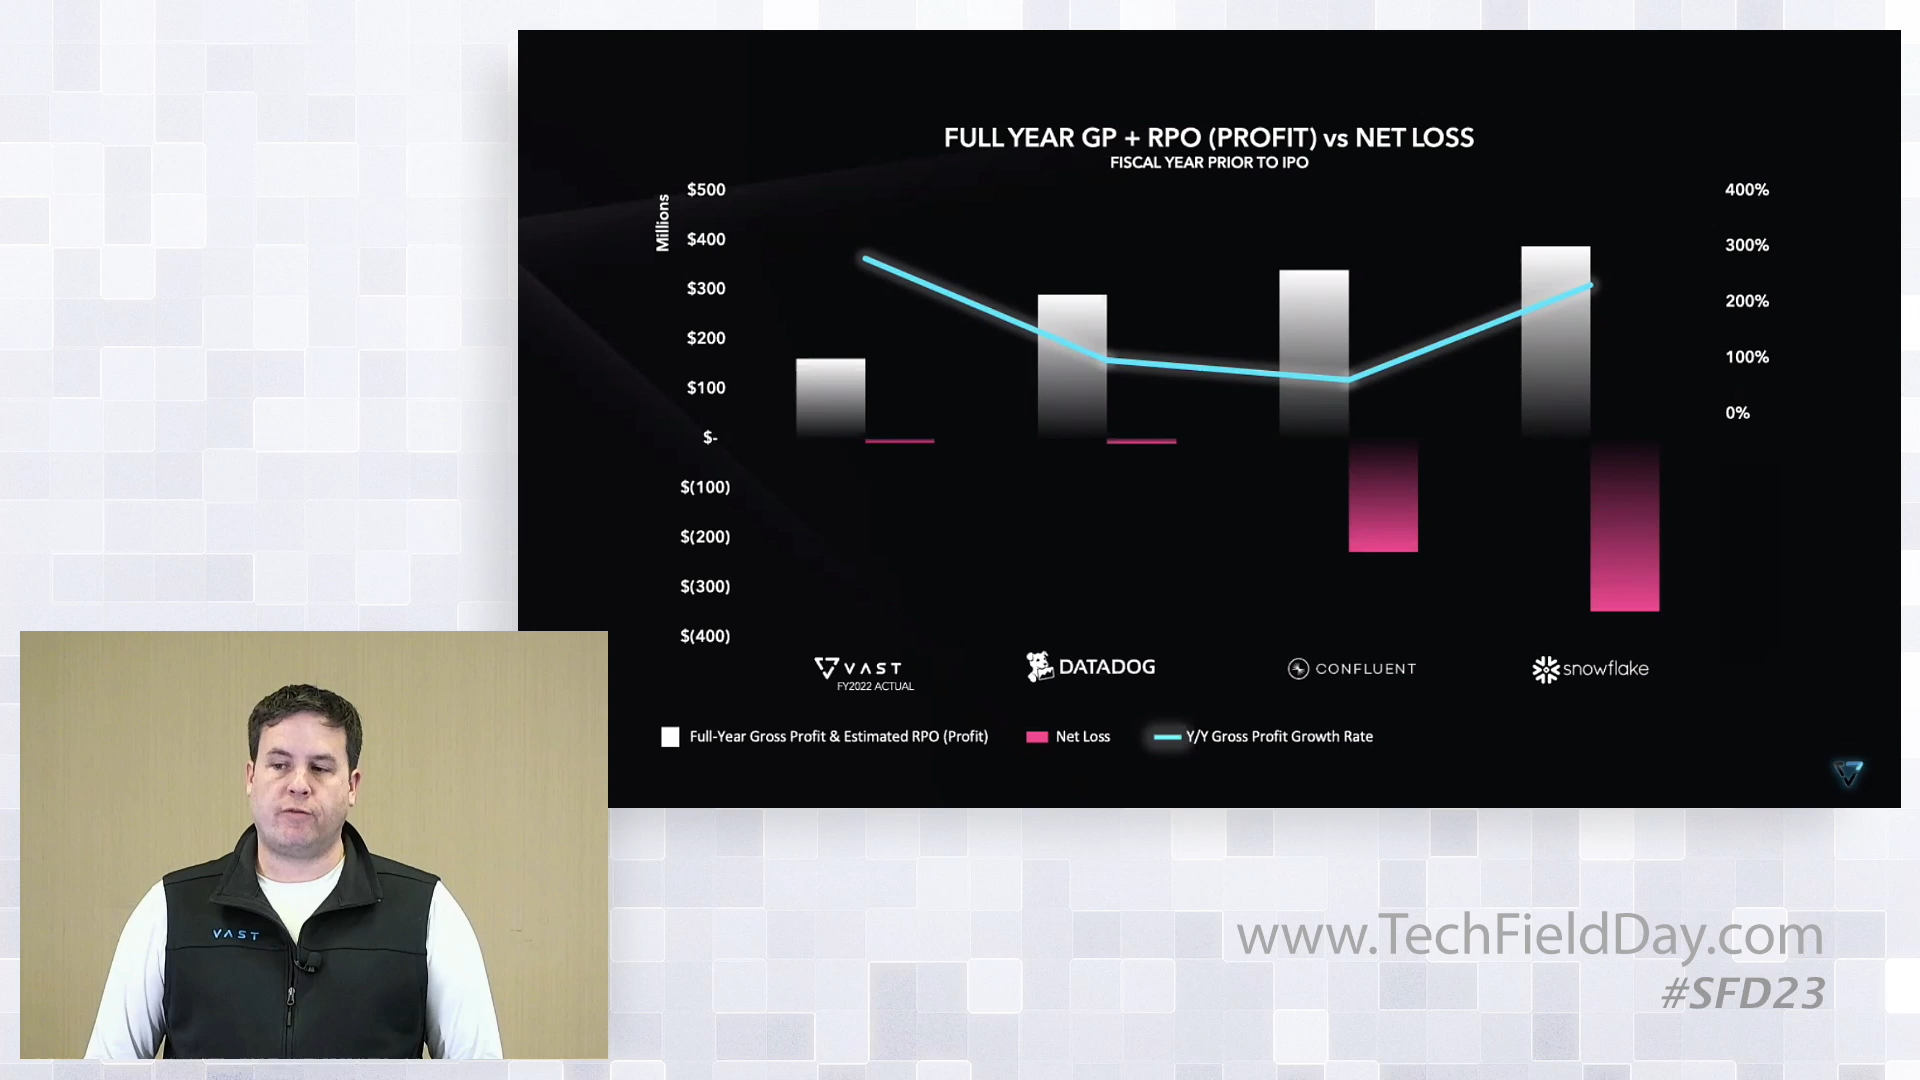 FULL YEAR GP + RPO (PROFIT) vs NET LOSS
FISCAL YEAR PRIOR TO IPO
Millions
$500
$400
$300
$200
$100
$-
$(100)
$(200)
$(300)
$(400)
400%
300%
200%
100%
0%
VAST
FY2022 ACTUAL
DATADOG
CONFLUENT
snowflake
Full-Year Gross Profit & Estimated RPO (Profit)
Net Loss
Y/Y Gross Profit Growth Rate
VAST
www.TechFieldDay.com
#SFD23